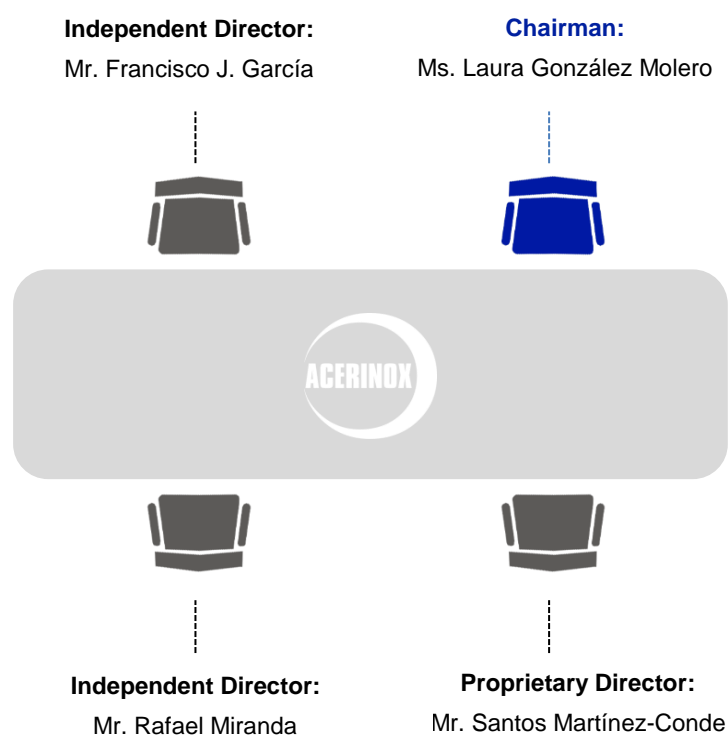 Independent Director:
Mr. Francisco J. García
Chairman:
Ms. Laura González Molero
ACERINOX
Independent Director:
Mr. Rafael Miranda
Proprietary Director:
Mr. Santos Martínez-Conde